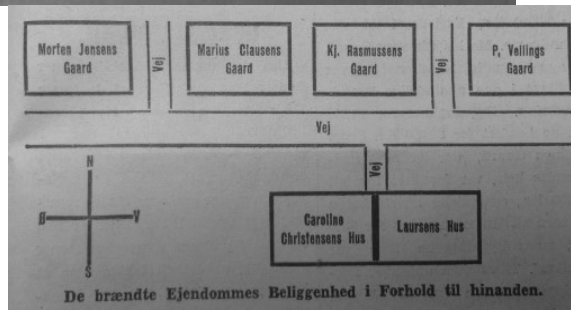 Morten Jensens
Gaard
Vej
Marius Clausens
Gaard
Kj. Rasmussens
Gaard
Vej
P. Vellings
Gaard
Vej
Vej
N
Ø
V
S
Caroline
Christensens Hus
Laursens Hus
De brændte Ejendommes Beliggenhed i Forhold til hinanden.